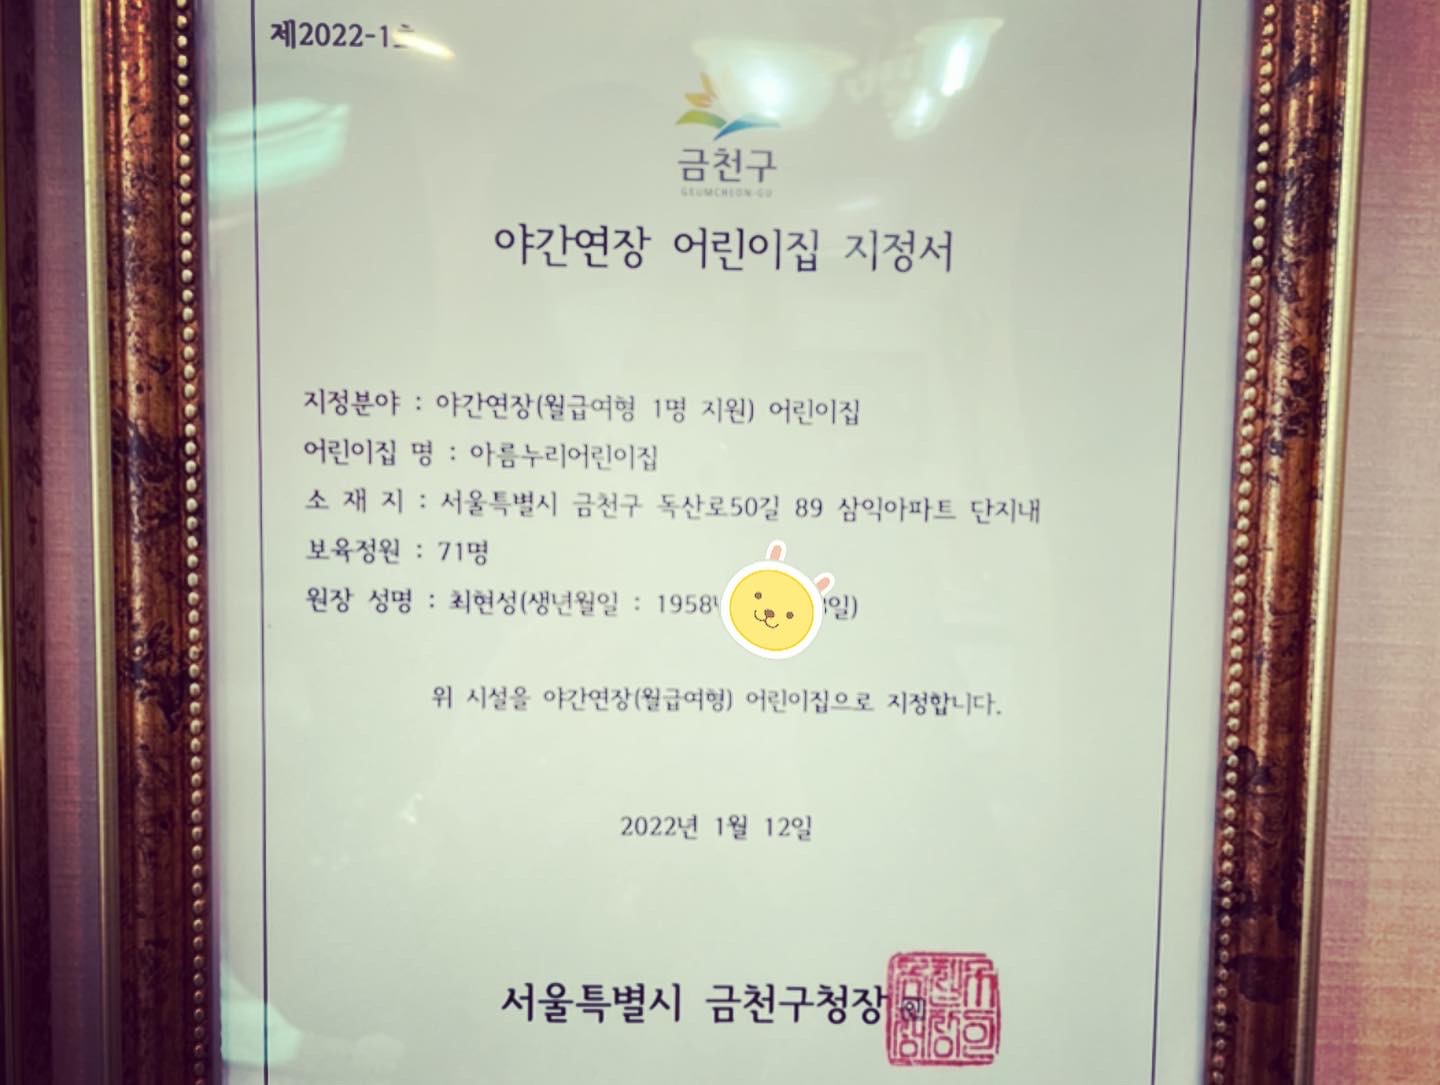 제2022-1호
금천구
GEUMCHEON-GU
야간연장 어린이집 지정서
지정분야 : 야간연장(월급여형 1명 지원) 어린이집
어린이집 명 : 아름누리어린이집
소 재 지 : 서울특별시 금천구 독산로50길 89 삼익아파트 단지내
보육정원 : 71명
원장 성명 : 최현성(생년월일 : 1958년 일)
위 시설을 야간연장(월급여형) 어린이집으로 지정합니다.
2022년 1월 12일
서울특별시 금천구청장